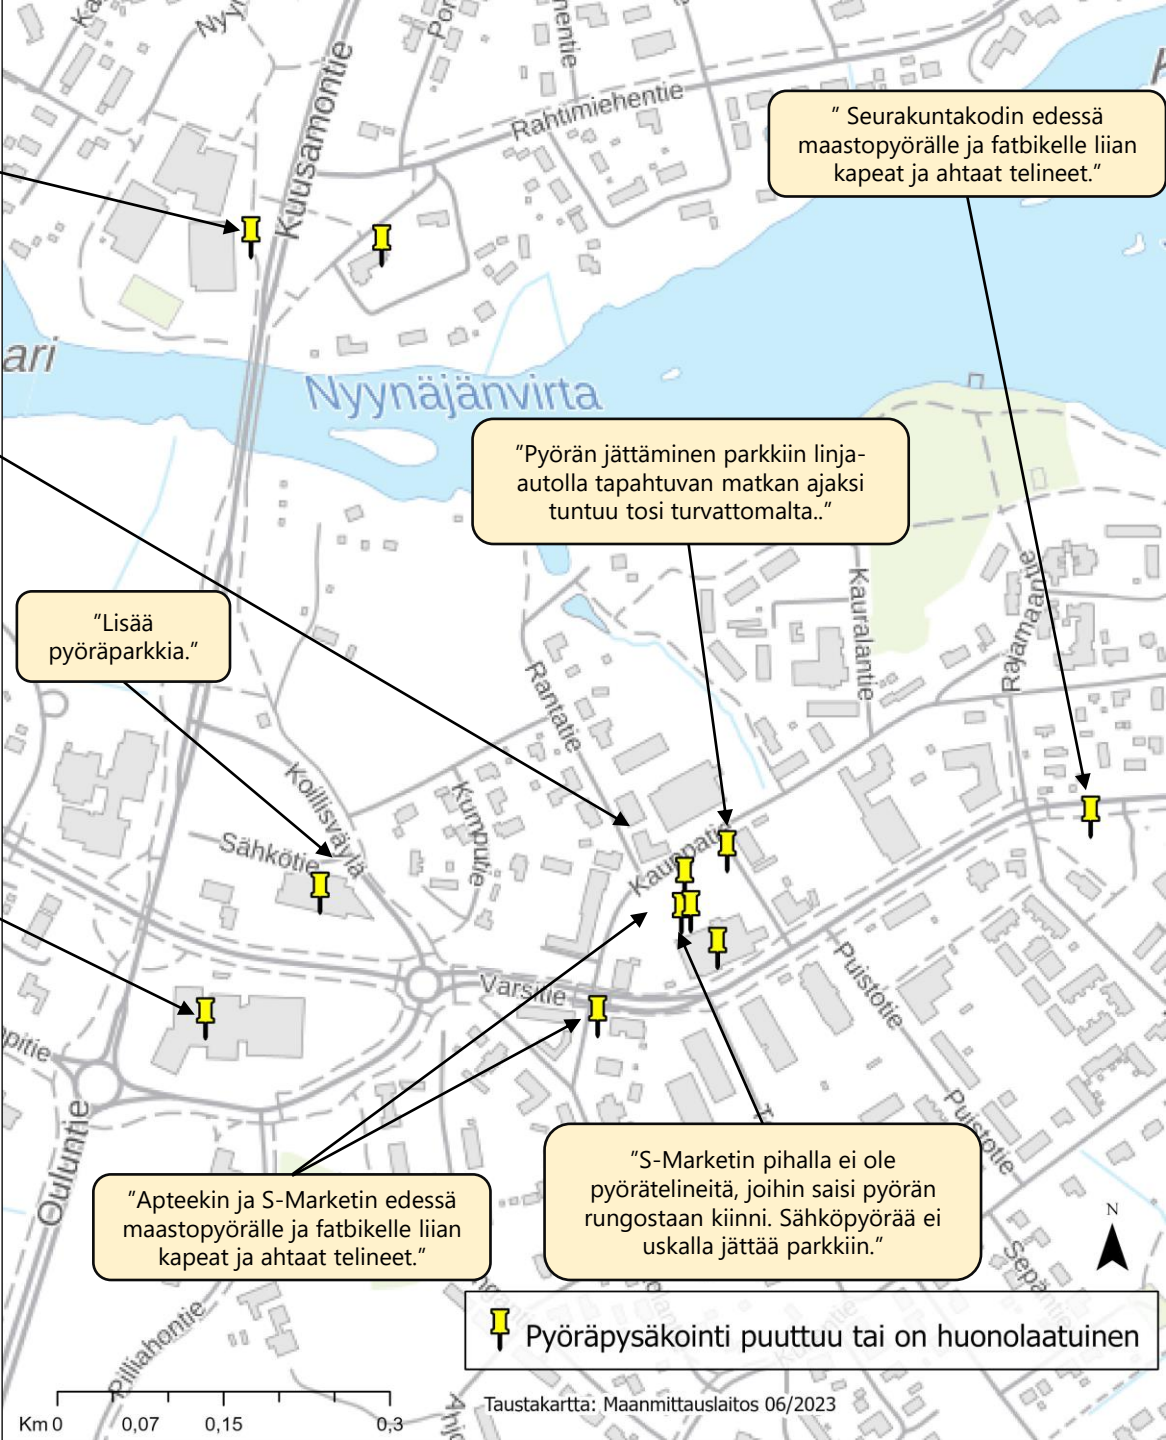 Kuusamontie
Rahtimiehentie
" Seurakuntakodin edessä
maastopyörälle ja fatbikelle liian
kapeat ja ahtaat telineet."
ari
Nyynäjänvirta
"Pyörän jättäminen parkkiin linja-
autolla tapahtuvan matkan ajaksi
tuntuu tosi turvattomalta.."
"Lisää
pyöräparkkia."
Kauralantie
Rajamaantie
Rantatie
Koillisväylä
Kumputie
Sähkötie
Kauppatie
Varsitie
Puistotie
Puistotie
pitie
Ouluntie
"Apteekin ja S-Marketin edessä
maastopyörälle ja fatbikelle liian
kapeat ja ahtaat telineet."
"S-Marketin pihalla ei ole
pyörätelineitä, joihin saisi pyörän
rungostaan kiinni. Sähköpyörää ei
uskalla jättää parkkiin."
N
Sepäntie
Pyöräpysäkointi puuttuu tai on huonolaatuinen
Pilliahontie
Taustakartta: Maanmittauslaitos 06/2023
Km 0 0,07 0,15 0,3